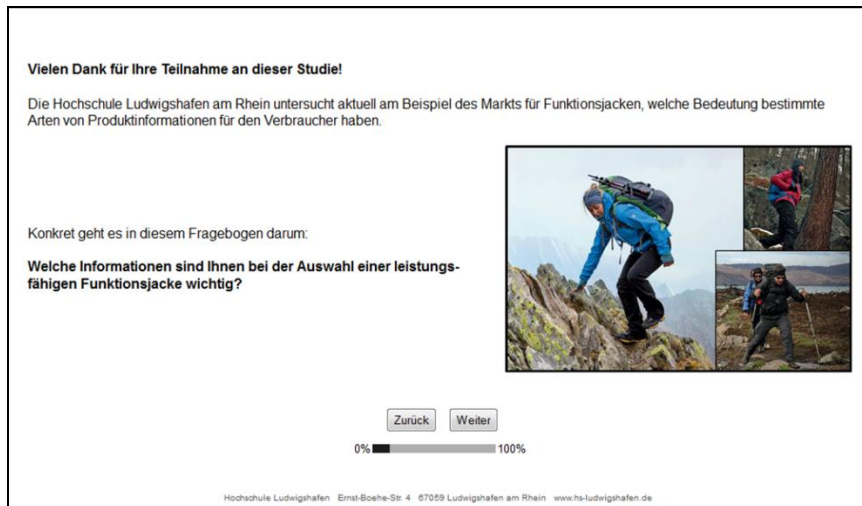 Vielen Dank für Ihre Teilnahme an dieser Studie!
Die Hochschule Ludwigshafen am Rhein untersucht aktuell am Beispiel des Markts für Funktionsjacken, welche Bedeutung bestimmte
Arten von Produktinformationen für den Verbraucher haben.
Konkret geht es in diesem Fragebogen darum:
Welche Informationen sind Ihnen bei der Auswahl einer leistungs-
fähigen Funktionsjacke wichtig?
Zurück Weiter
0% 100%
Hochschule Ludwigshafen Ernst-Boehe-Str. 4 67059 Ludwigshafen am Rhein www.hs-ludwigshafen.de